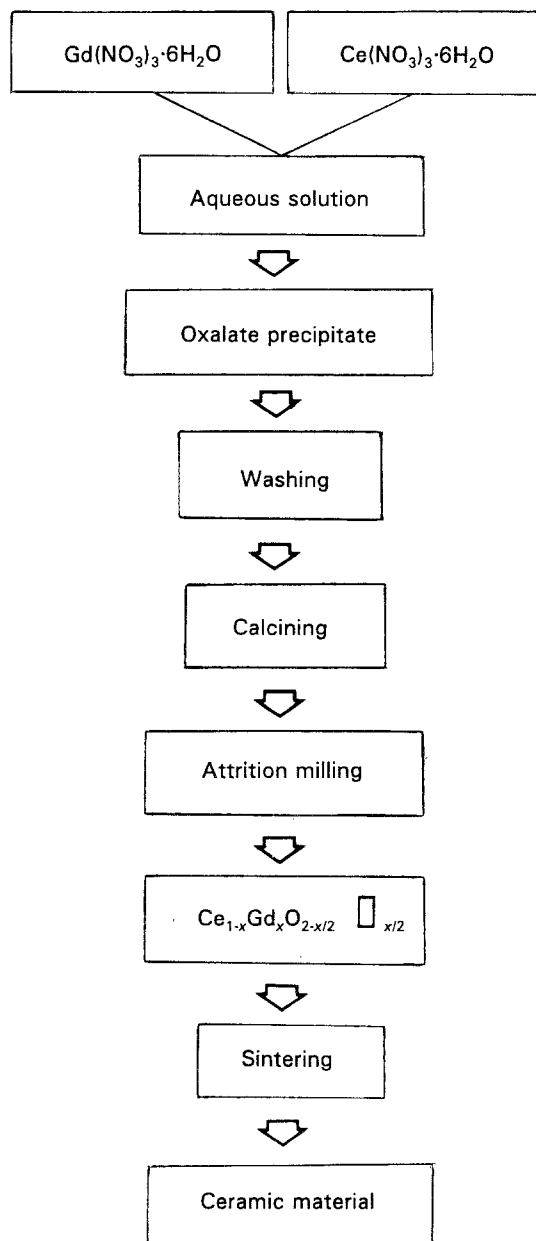 Gd(NO₃)₃·6H₂O
Ce(NO₃)₃·6H₂O
Aqueous solution
Oxalate precipitate
Washing
Calcining
Attrition milling
Ce₁₋ₓGdₓO₂₋ₓ/₂ ▯ ₓ/₂
Sintering
Ceramic material